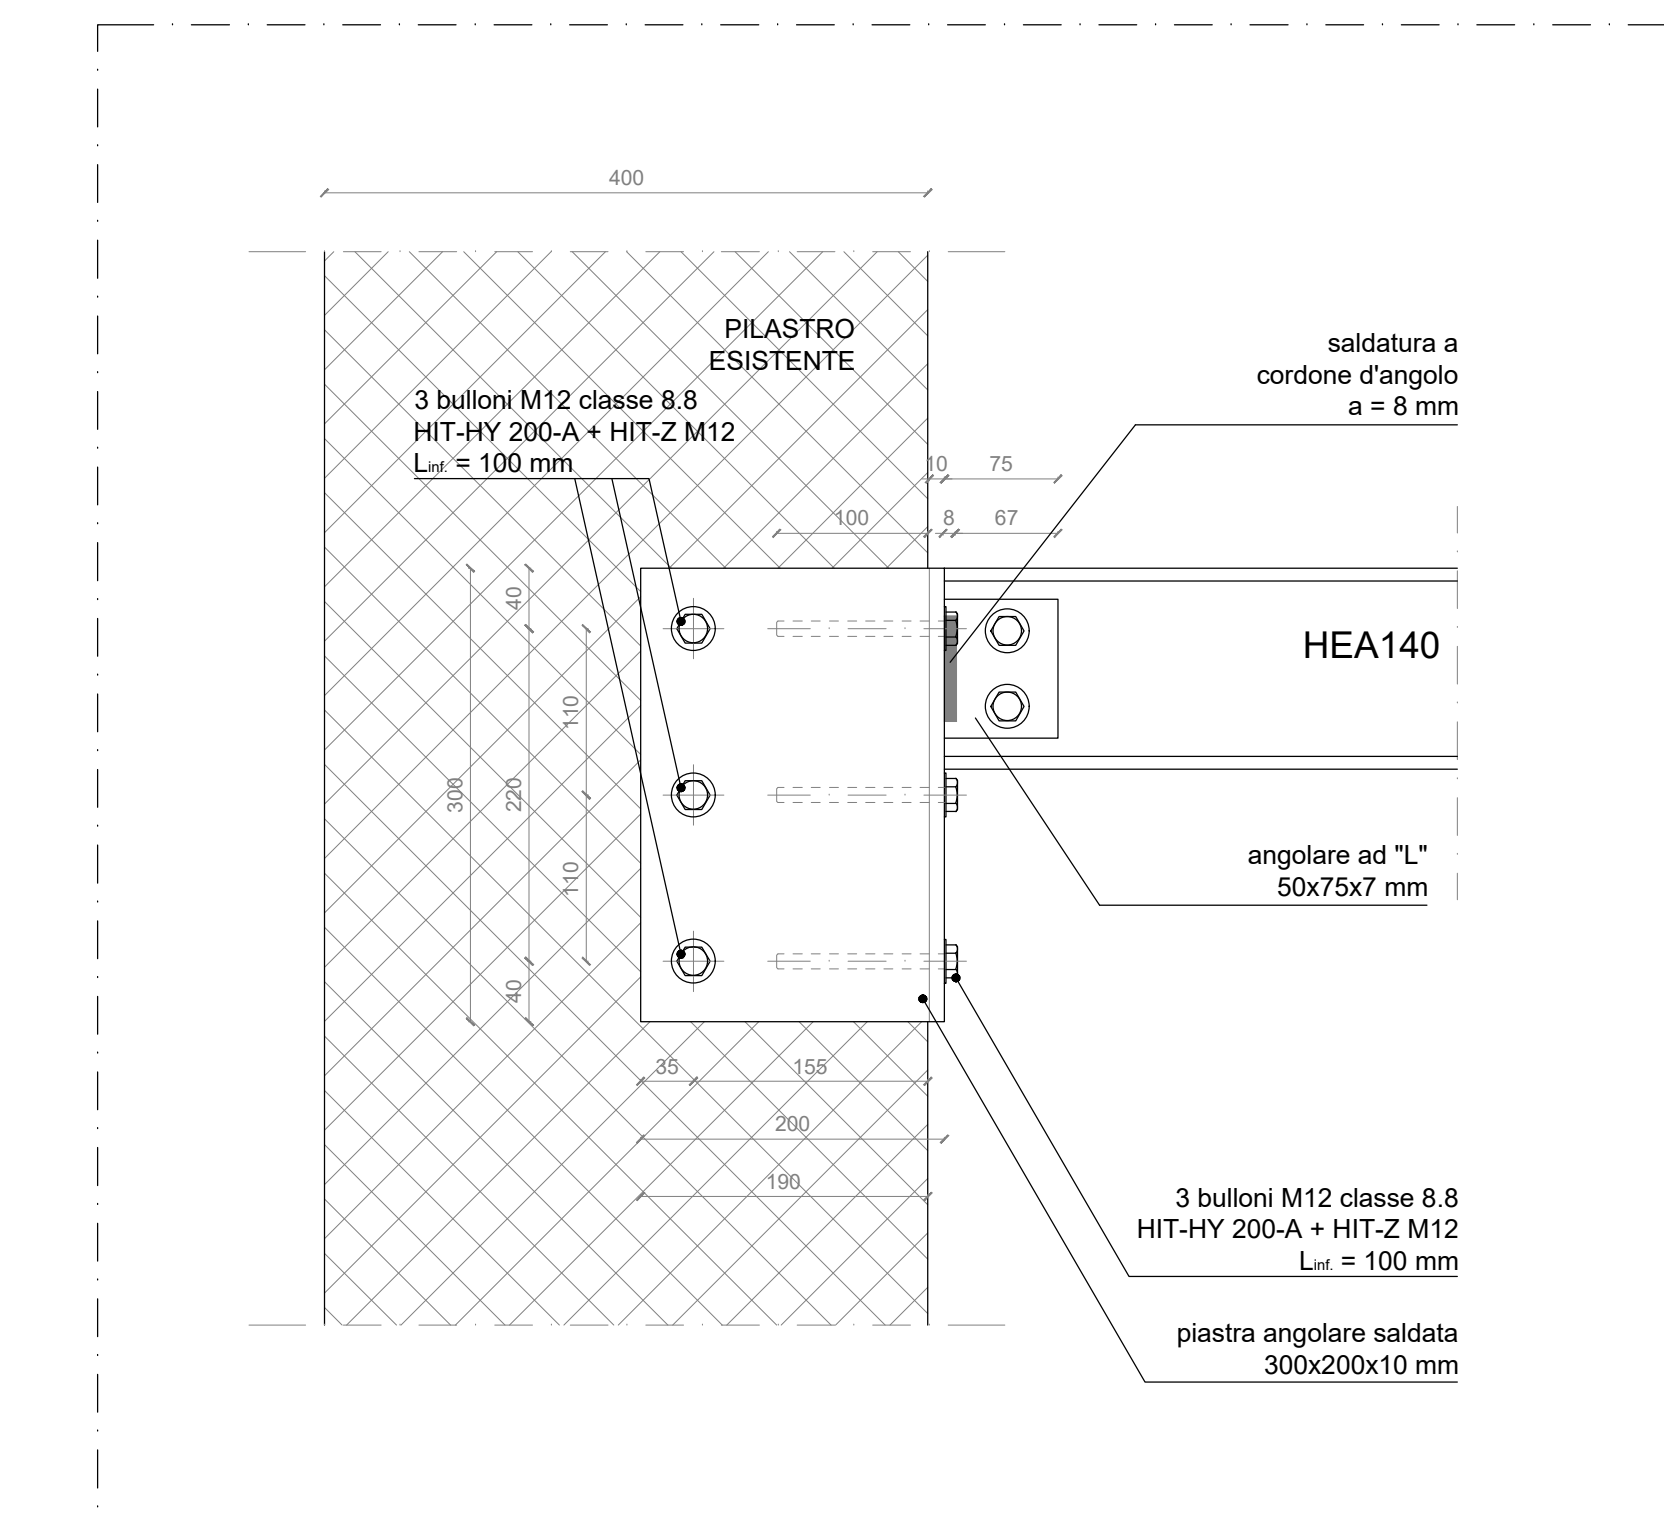 400
PILASTRO
ESISTENTE
saldatura a
cordone d'angolo
a = 8 mm
3 bulloni M12 classe 8.8
HIT-HY 200-A + HIT-Z M12
Linf. = 100 mm
10
75
100
8
67
40
HEA140
110
300
220
110
angolare ad "L"
50x75x7 mm
40
35
155
200
190
3 bulloni M12 classe 8.8
HIT-HY 200-A + HIT-Z M12
Linf. = 100 mm
piastra angolare saldata
300x200x10 mm